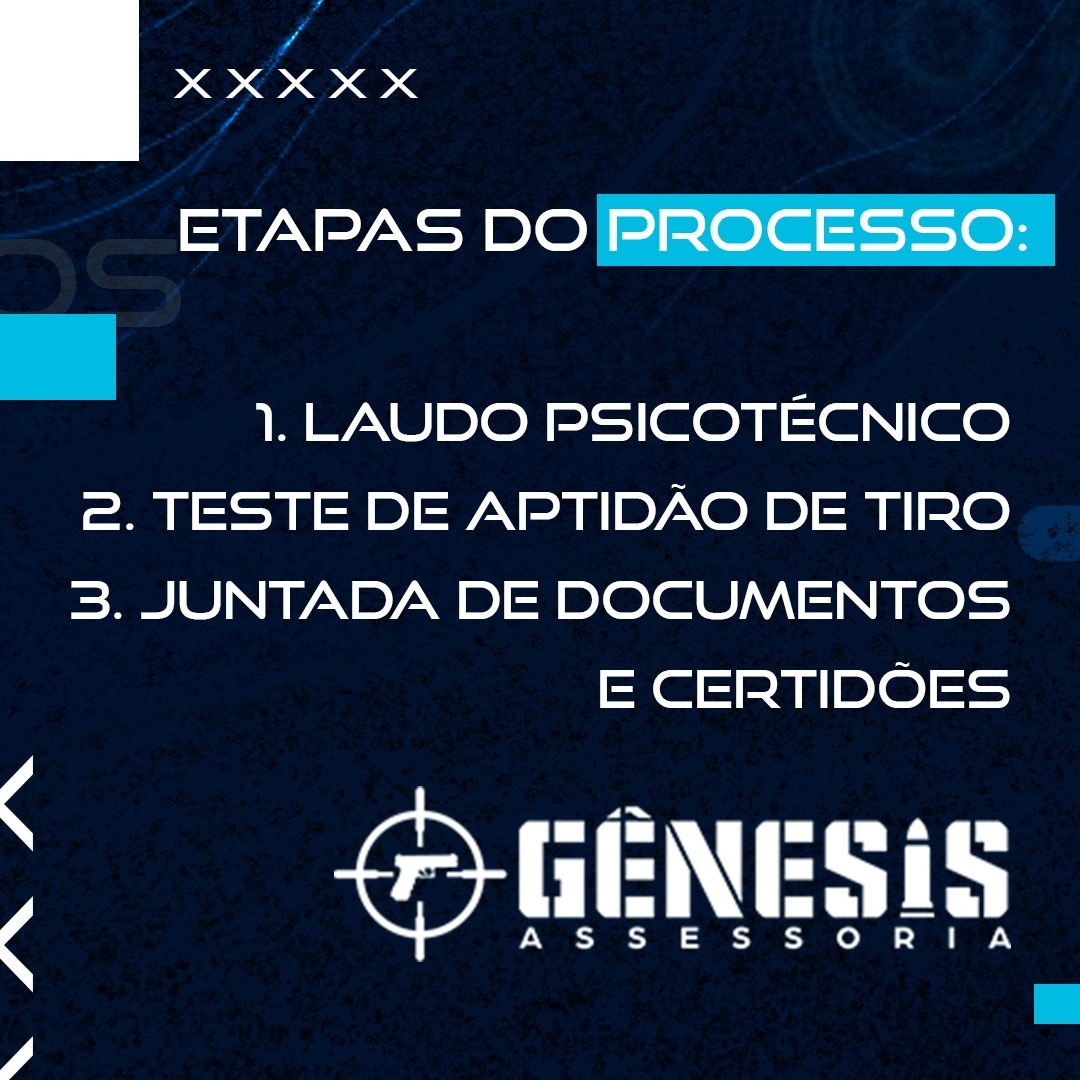 XXXXX
ETAPAS DO PROCESSO:
OS
1. LAUDO PSICOTÉCNICO
2. TESTE DE APTIDÃO DE TIRO
3. JUNTADA DE DOCUMENTOS
E CERTIDÕES
GÊNESIS
ASSESSORIA